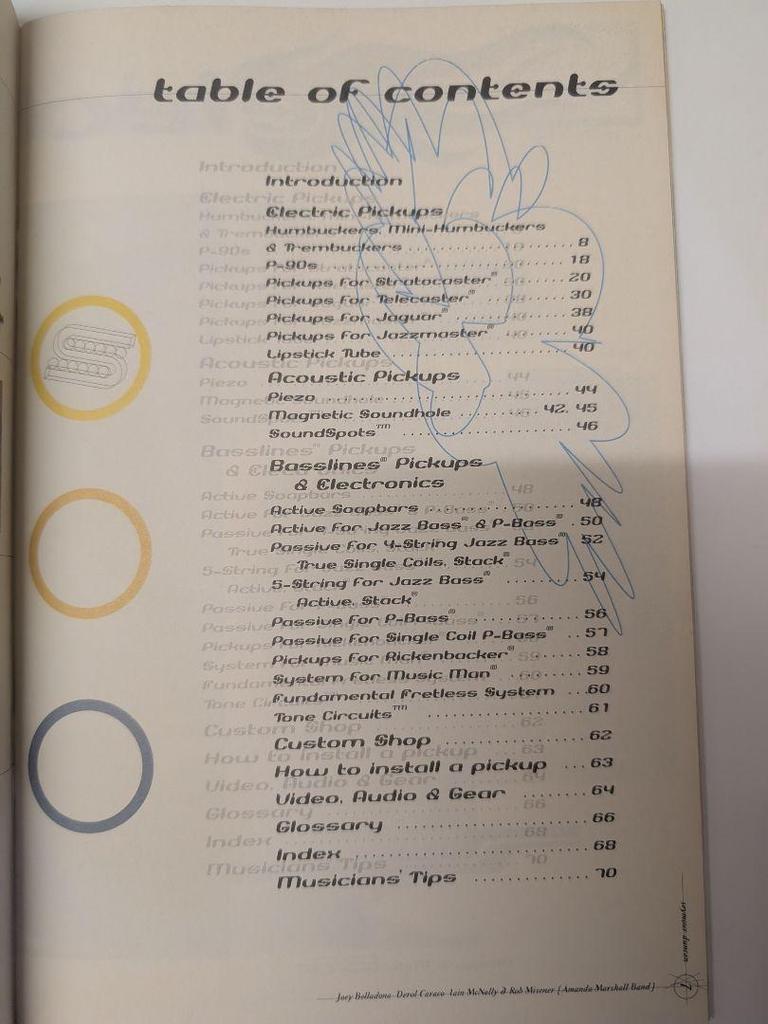 table of contents
Introduction
Electric Pickups
Humbuckers, Mini-Humbuckers
& Trembuckers .................... 8
P-90s .................... 18
Pickups for Stratocaster® ..... 20
Pickups for Telecaster® ........ 30
Pickups for Jaguar® ............ 38
Pickups for Jazzmaster® ....... 40
Lipstick Tube .................... 40
Acoustic Pickups
Piezo .................... 44
Magnetic Soundhole ......... 42, 45
SoundSpots™ .................... 46
Basslines® Pickups
& Electronics
Active Soapbars .................... 48
Active for Jazz Bass® & P-Bass® . 50
Passive for 4-String Jazz Bass® 52
True Single Coils, Stack®
5-String for Jazz Bass® ........ 54
Active, Stack®
Passive for P-Bass® ............ 56
Passive for Single Coil P-Bass® .. 57
Pickups for Rickenbacker® ..... 58
System for Music Man® ......... 59
Fundamental Fretless System ... 60
Tone Circuits™ .................... 61
Custom Shop .................... 62
How to install a pickup ... 63
Video, Audio & Gear ........ 64
Glossary .................... 66
Index .................... 68
Musicians' Tips ............. 70
seymour duncan
7
Joey Belladona Derol Caraco Iain McNally & Rob Misener (Amanda Marshall Band)